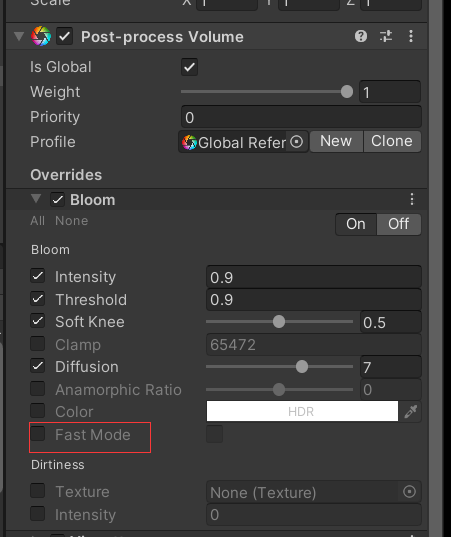 Scale X 1 Y 1 Z 1
Post-process Volume
Is Global
Weight 1
Priority 0
Profile Global Refer New Clone
Overrides
Bloom
All None On Off
Bloom
Intensity 0.9
Threshold 0.9
Soft Knee 0.5
Clamp 65472
Diffusion 7
Anamorphic Ratio 0
Color HDR
Fast Mode
Dirtiness
Texture None (Texture)
Intensity 0